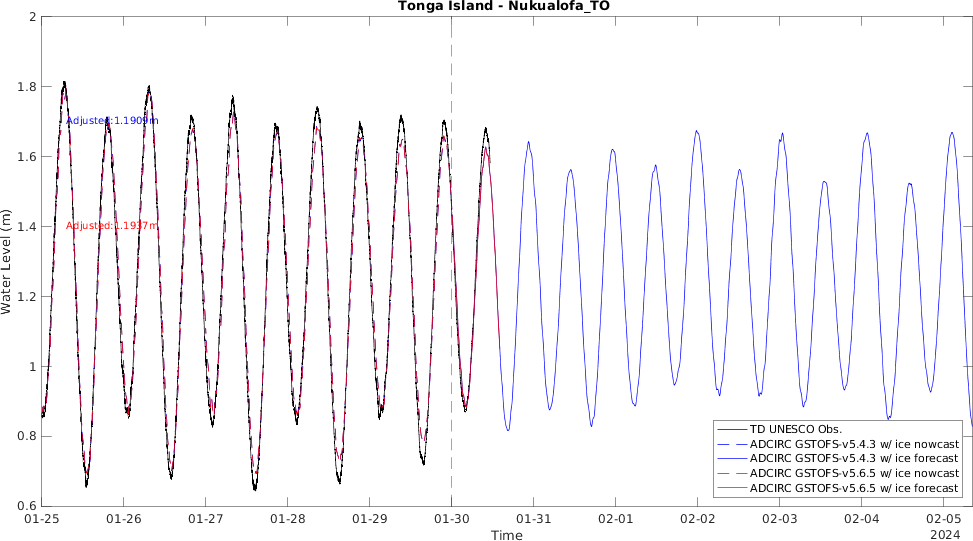 Tonga Island - Nukualofa_TO
Water Level (m)
2
1.8
1.6
1.4
1.2
1
0.8
0.6
Adjusted:1.1909m
Adjusted:1.1937m
TD UNESCO Obs.
ADCIRC GSTOFS-v5.4.3 w/ ice nowcast
ADCIRC GSTOFS-v5.4.3 w/ ice forecast
ADCIRC GSTOFS-v5.6.5 w/ ice nowcast
ADCIRC GSTOFS-v5.6.5 w/ ice forecast
01-25 01-26 01-27 01-28 01-29 01-30 01-31 02-01 02-02 02-03 02-04 02-05
Time
2024